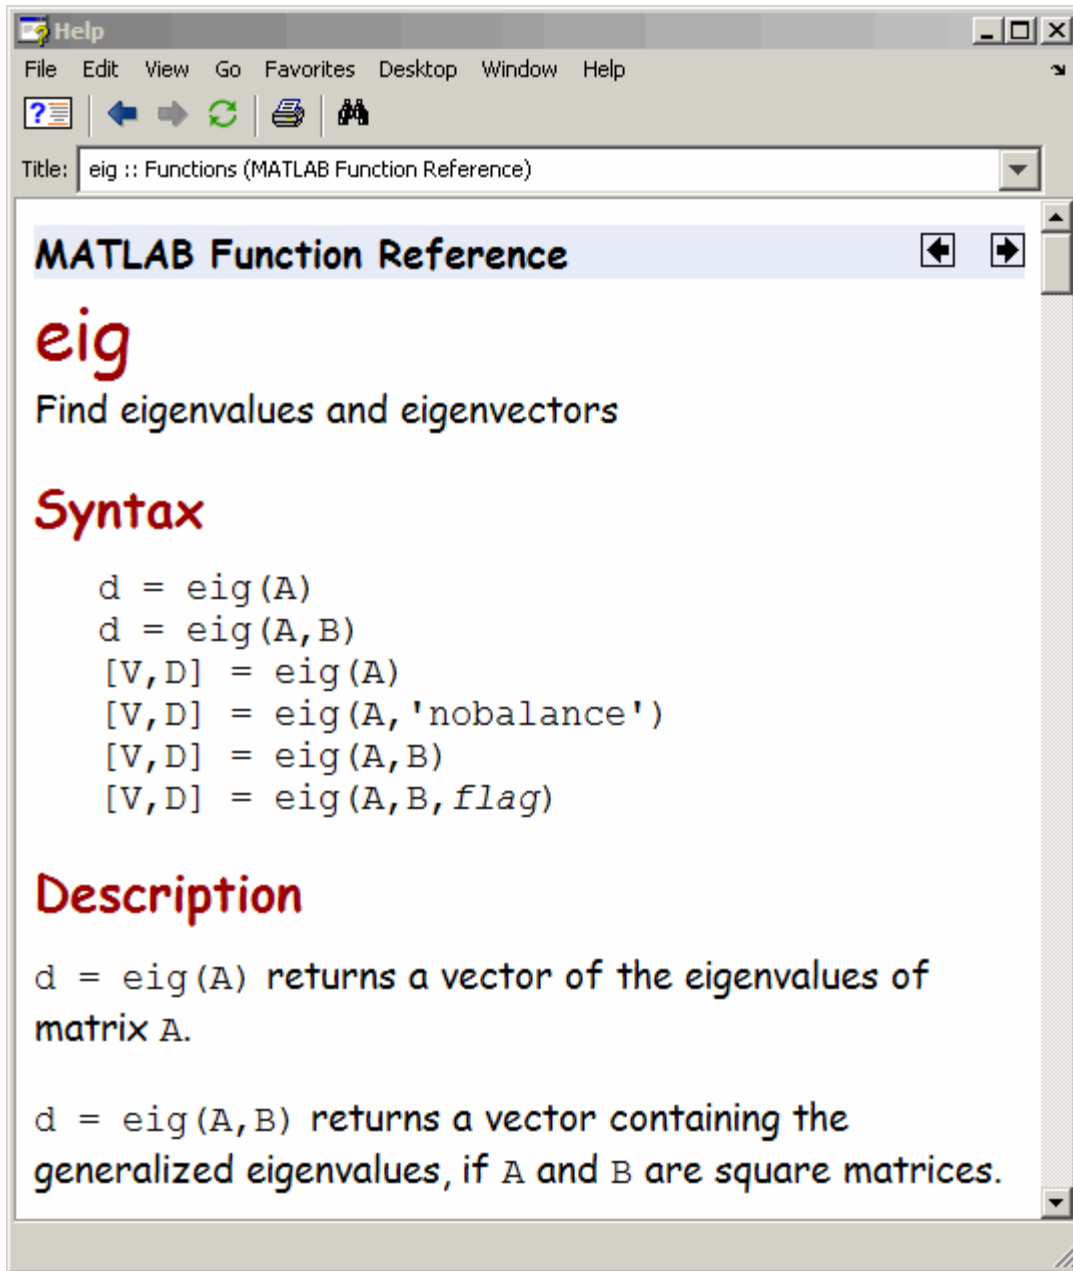 Help
File Edit View Go Favorites Desktop Window Help
Title: eig :: Functions (MATLAB Function Reference)
MATLAB Function Reference
eig
Find eigenvalues and eigenvectors
Syntax
d = eig(A)
d = eig(A,B)
[V,D] = eig(A)
[V,D] = eig(A,'nobalance')
[V,D] = eig(A,B)
[V,D] = eig(A,B,flag)
Description
d = eig(A) returns a vector of the eigenvalues of
matrix A.
d = eig(A,B) returns a vector containing the
generalized eigenvalues, if A and B are square matrices.